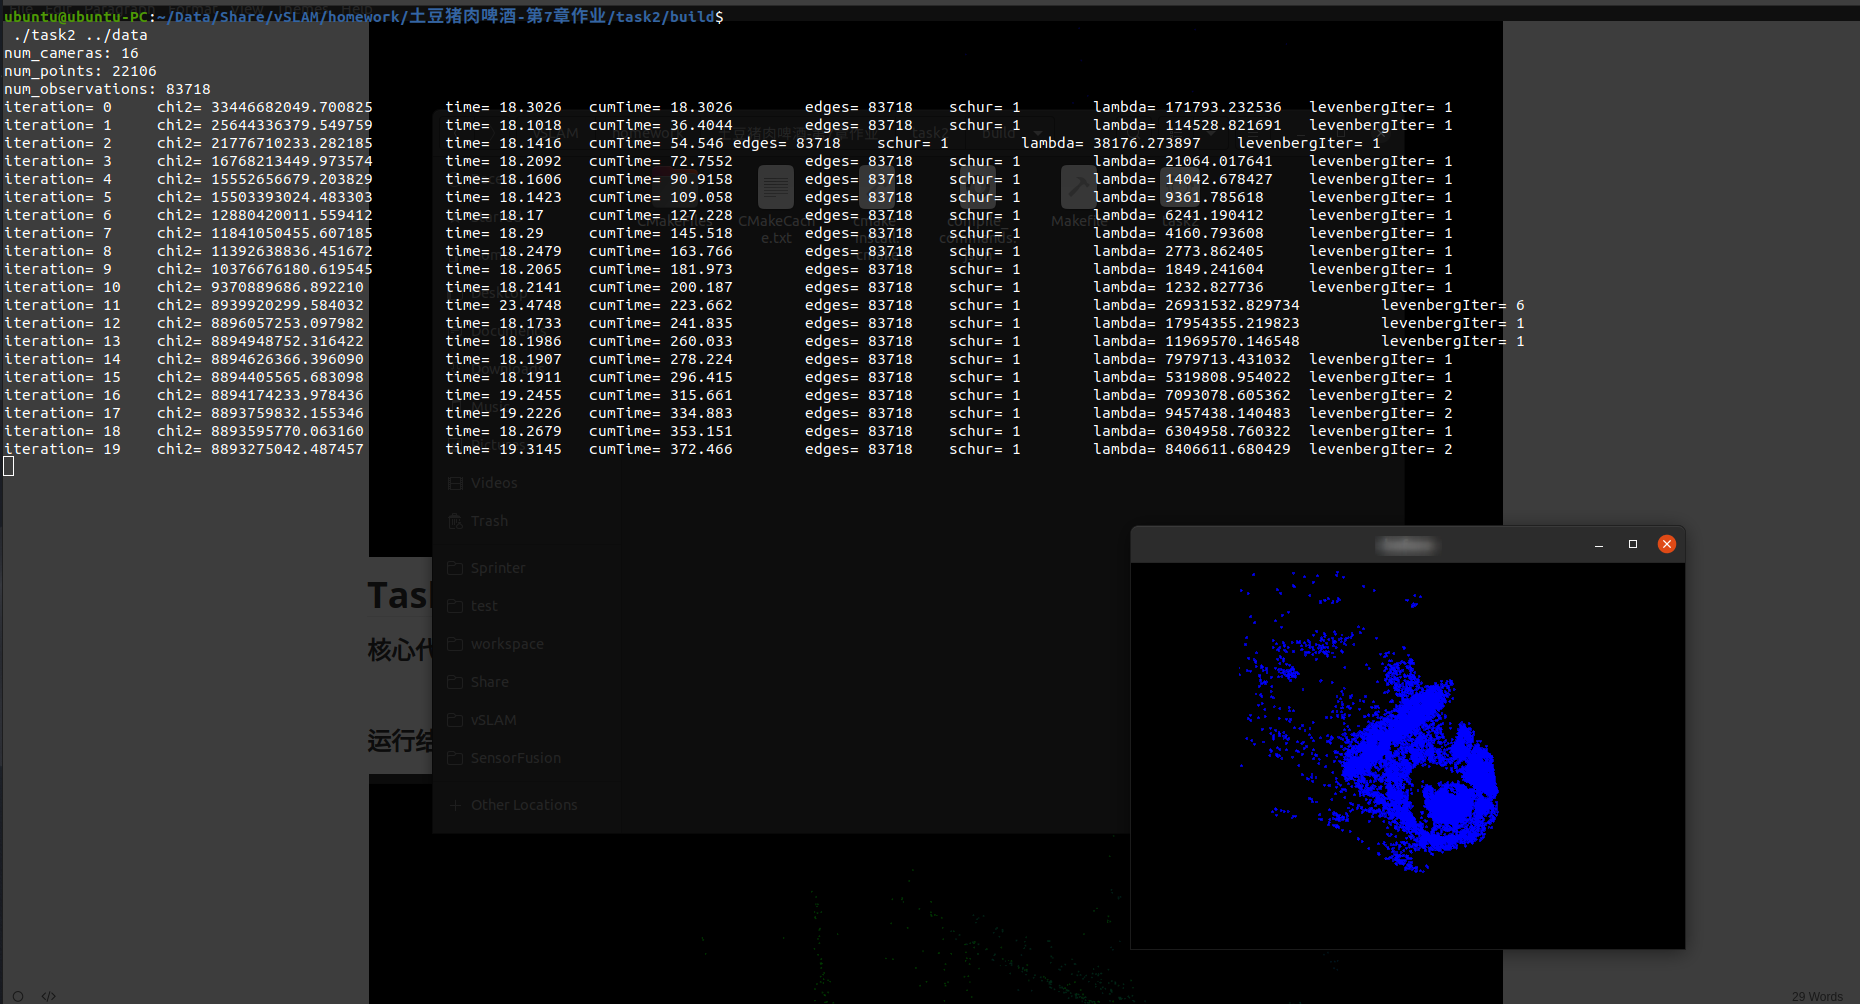 ubuntu@ubuntu-PC:~/Data/Share/vSLAM/homework/土豆猪肉啤酒-第7章作业/task2/build$
./task2 ../data
num_cameras: 16
num_points: 22106
num_observations: 83718
iteration= 0 chi2= 33446682049.700825 time= 18.3026 cumTime= 18.3026 edges= 83718 schur= 1 lambda= 171793.232536 levenbergIter= 1
iteration= 1 chi2= 25644336379.549759 time= 18.1018 cumTime= 36.4044 edges= 83718 schur= 1 lambda= 114528.821691 levenbergIter= 1
iteration= 2 chi2= 21776710233.282185 time= 18.1416 cumTime= 54.546 edges= 83718 schur= 1 lambda= 38176.273897 levenbergIter= 1
iteration= 3 chi2= 16768213449.973574 time= 18.2092 cumTime= 72.7552 edges= 83718 schur= 1 lambda= 21064.017641 levenbergIter= 1
iteration= 4 chi2= 15552656679.203829 time= 18.1606 cumTime= 90.9158 edges= 83718 schur= 1 lambda= 14042.678427 levenbergIter= 1
iteration= 5 chi2= 15503393024.483303 time= 18.1423 cumTime= 109.058 edges= 83718 schur= 1 lambda= 9361.785618 levenbergIter= 1
iteration= 6 chi2= 12880420011.559412 time= 18.17 cumTime= 127.228 edges= 83718 schur= 1 lambda= 6241.190412 levenbergIter= 1
iteration= 7 chi2= 11841050455.607185 time= 18.29 cumTime= 145.518 edges= 83718 schur= 1 lambda= 4160.793608 levenbergIter= 1
iteration= 8 chi2= 11392638836.451672 time= 18.2479 cumTime= 163.766 edges= 83718 schur= 1 lambda= 2773.862405 levenbergIter= 1
iteration= 9 chi2= 10376676180.619545 time= 18.2065 cumTime= 181.973 edges= 83718 schur= 1 lambda= 1849.241604 levenbergIter= 1
iteration= 10 chi2= 9370889686.892210 time= 18.2141 cumTime= 200.187 edges= 83718 schur= 1 lambda= 1232.827736 levenbergIter= 1
iteration= 11 chi2= 8939920299.584032 time= 23.4748 cumTime= 223.662 edges= 83718 schur= 1 lambda= 26931532.829734 levenbergIter= 6
iteration= 12 chi2= 8896057253.097982 time= 18.1733 cumTime= 241.835 edges= 83718 schur= 1 lambda= 17954355.219823 levenbergIter= 1
iteration= 13 chi2= 8894948752.316422 time= 18.1986 cumTime= 260.033 edges= 83718 schur= 1 lambda= 11969570.146548 levenbergIter= 1
iteration= 14 chi2= 8894626366.396090 time= 18.1907 cumTime= 278.224 edges= 83718 schur= 1 lambda= 7979713.431032 levenbergIter= 1
iteration= 15 chi2= 8894405565.683098 time= 18.1911 cumTime= 296.415 edges= 83718 schur= 1 lambda= 5319808.954022 levenbergIter= 1
iteration= 16 chi2= 8894174233.978436 time= 19.2455 cumTime= 315.661 edges= 83718 schur= 1 lambda= 7093078.605362 levenbergIter= 2
iteration= 17 chi2= 8893759832.155346 time= 19.2226 cumTime= 334.883 edges= 83718 schur= 1 lambda= 9457438.140483 levenbergIter= 2
iteration= 18 chi2= 8893595770.063160 time= 18.2679 cumTime= 353.151 edges= 83718 schur= 1 lambda= 6304958.760322 levenbergIter= 1
iteration= 19 chi2= 8893275042.487457 time= 19.3145 cumTime= 372.466 edges= 83718 schur= 1 lambda= 8406611.680429 levenbergIter= 2
CMakeCach
e.txt
Makefile
Videos
Trash
Sprinter
test
workspace
Share
vSLAM
SensorFusion
Other Locations
Tas
核心代
运行结
29 Words